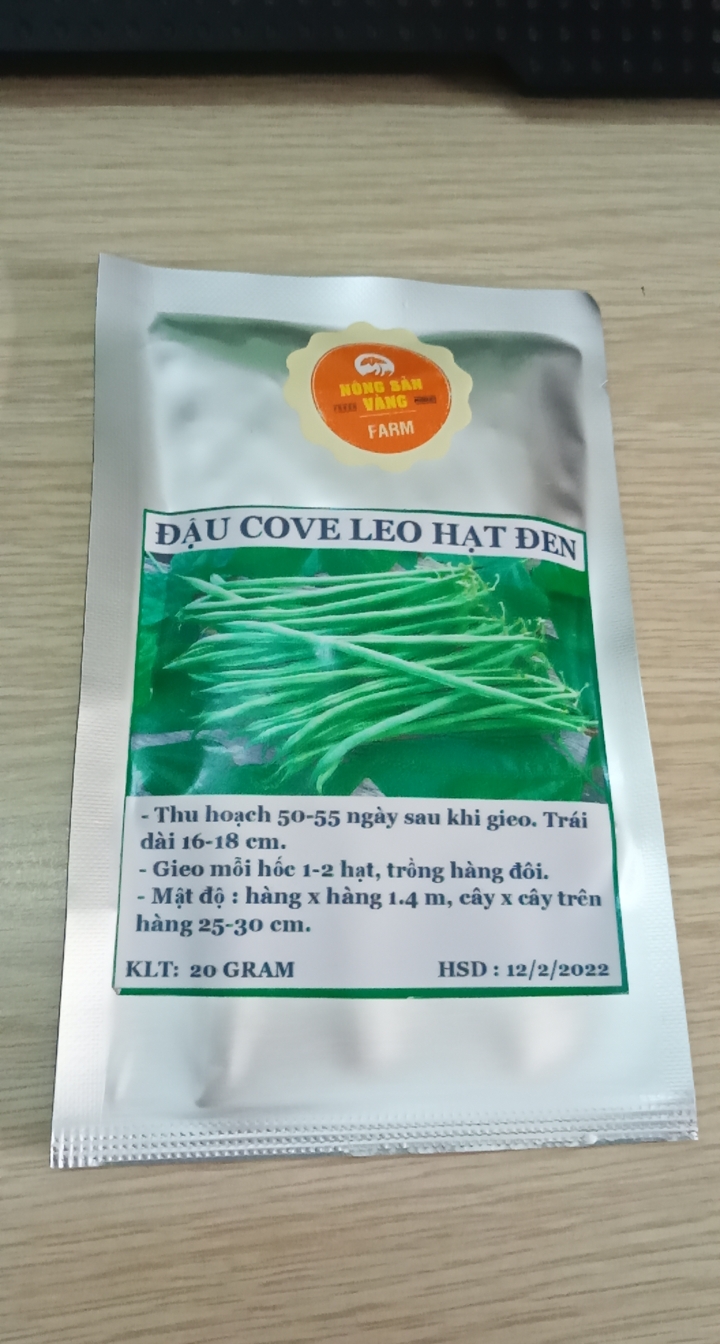 NÔNG SẢN
VÀNG
FARM
ĐẬU COVE LEO HẠT ĐEN
- Thu hoạch 50-55 ngày sau khi gieo. Trái
dài 16-18 cm.
- Gieo mỗi hốc 1-2 hạt, trồng hàng đôi.
- Mật độ : hàng x hàng 1.4 m, cây x cây trên
hàng 25-30 cm.
KLT: 20 GRAM HSD : 12/2/2022